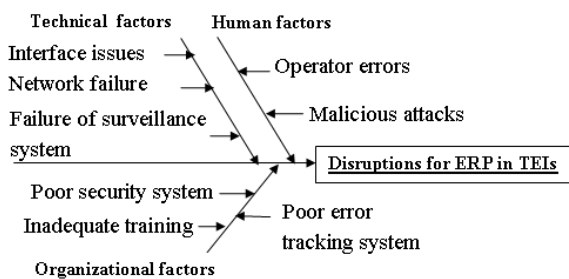 Technical factors
Human factors
Interface issues
Network failure
Failure of surveillance
system
Operator errors
Malicious attacks
Disruptions for ERP in TEIs
Poor security system
Inadequate training
Poor error
tracking system
Organizational factors